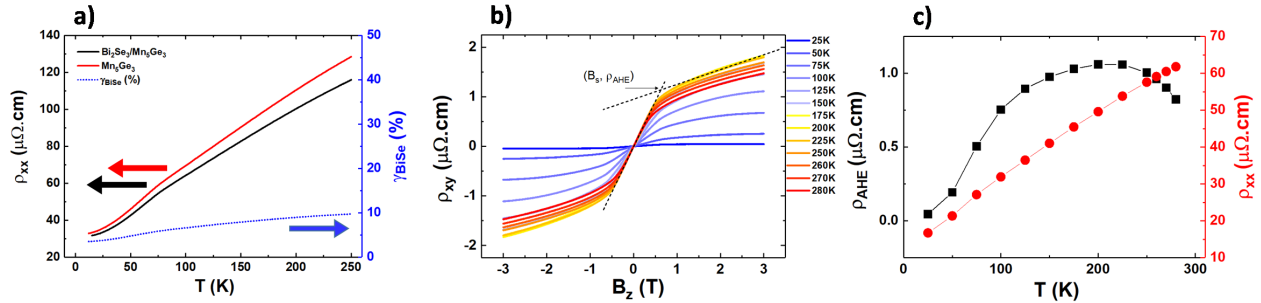 a)
140
120
100
80
60
40
20
ρxx (μΩ.cm)
Bi2Se3/Mn5Ge3
Mn5Ge3
γBiSe (%)
50
40
30
20
10
0
γBiSe (%)
0 50 100 150 200 250
T (K)
b)
2
1
0
-1
-2
ρxy (μΩ.cm)
(Bs, ρAHE)
-3 -2 -1 0 1 2 3
Bz (T)
25K
50K
75K
100K
125K
150K
175K
200K
225K
250K
260K
270K
280K
c)
1.0
0.5
0.0
ρAHE (μΩ.cm)
70
60
50
40
30
20
10
ρxx (μΩ.cm)
0 100 200 300
T (K)